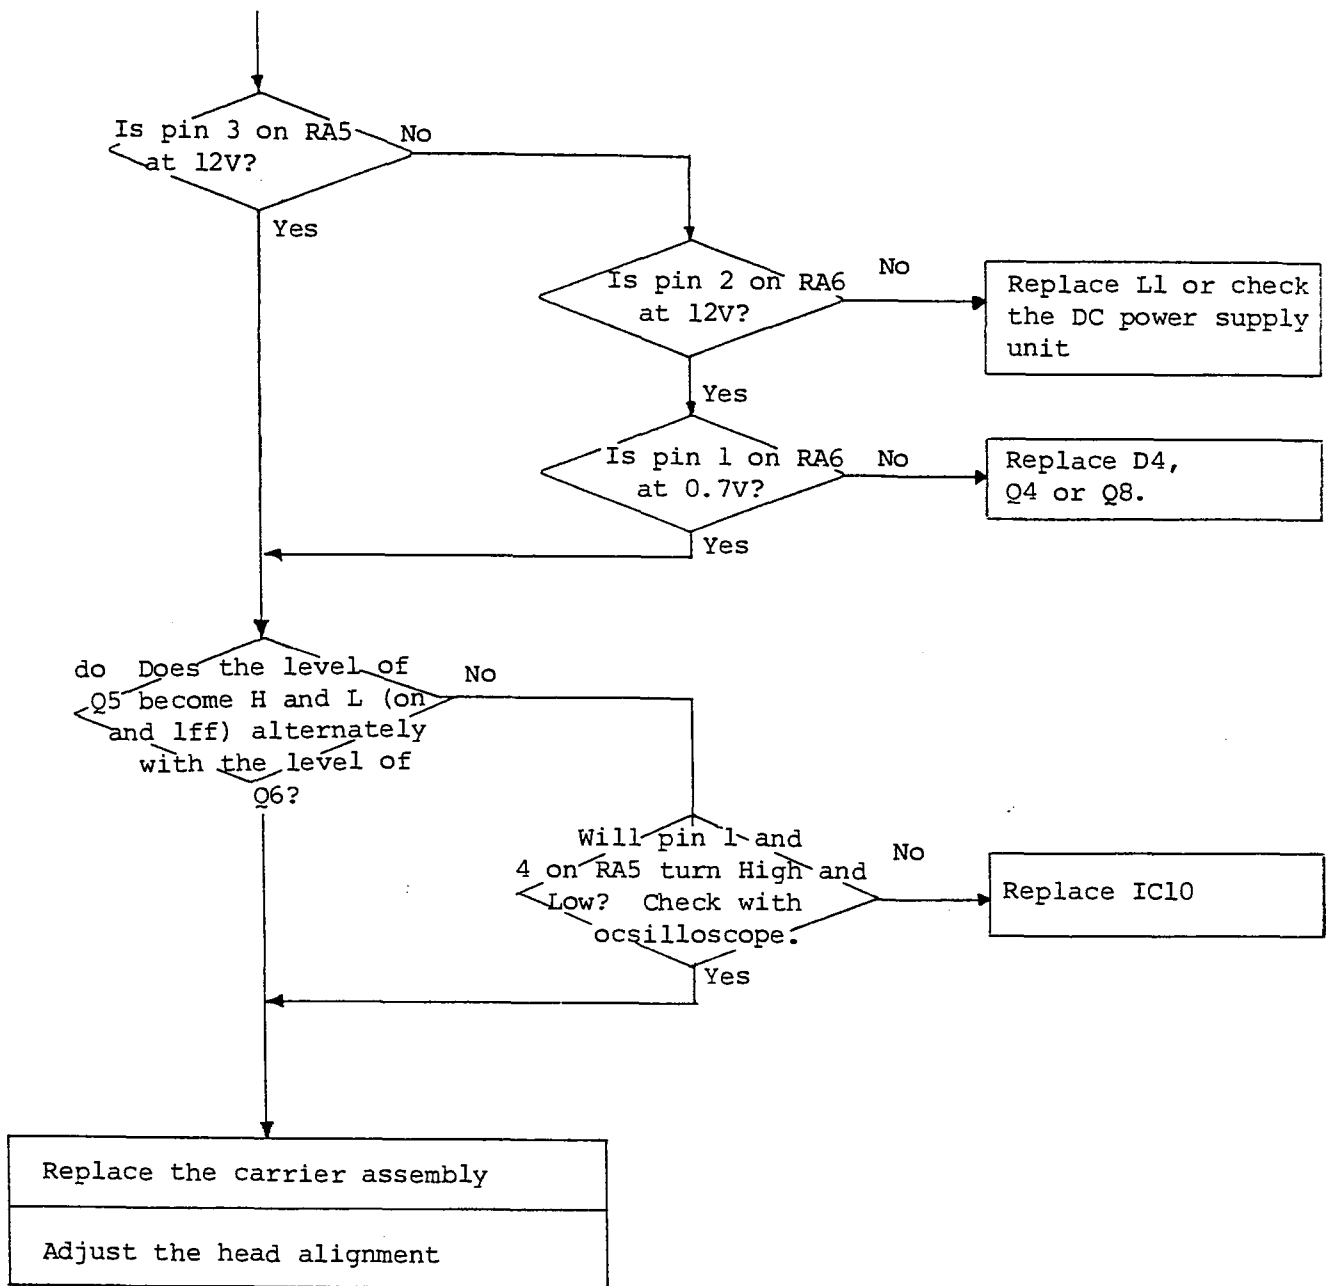 Is pin 3 on RA5
at 12V?
No
Yes
Is pin 2 on RA6
at 12V?
No
Replace L1 or check
the DC power supply
unit
Yes
Is pin 1 on RA6
at 0.7V?
No
Replace D4,
Q4 or Q8.
Yes
do Does the level of
Q5 become H and L (on
and lff) alternately
with the level of
Q6?
No
Will pin 1 and
4 on RA5 turn High and
Low? Check with
ocsilloscope.
No
Replace IC10
Yes
Replace the carrier assembly
Adjust the head alignment